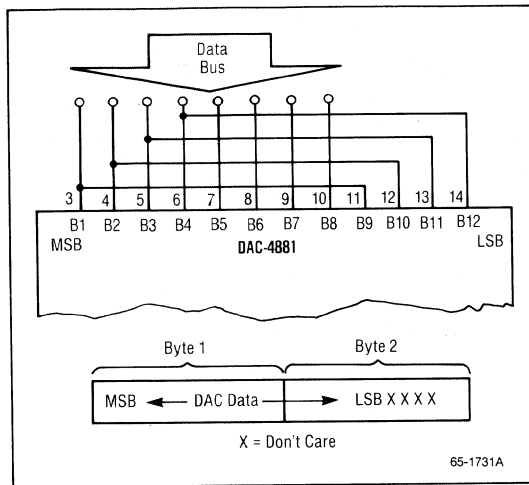 Data
Bus
3 4 5 6 7 8 9 10 11 12 13 14
B1 B2 B3 B4 B5 B6 B7 B8 B9 B10 B11 B12
MSB DAC-4881 LSB
Byte 1 Byte 2
MSB DAC Data LSB X X X X
X = Don't Care
65-1731A